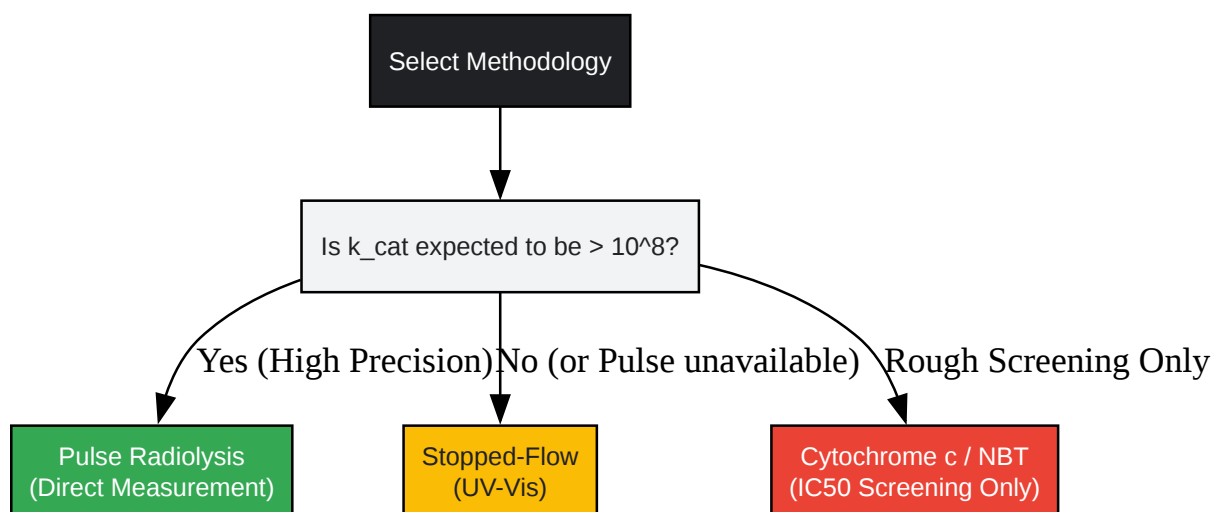 Select Methodology
Is k_cat expected to be > 10^8?
Yes (High Precision)
No (or Pulse unavailable)
Rough Screening Only
Pulse Radiolysis
(Direct Measurement)
Stopped-Flow
(UV-Vis)
Cytochrome c / NBT
(IC50 Screening Only)